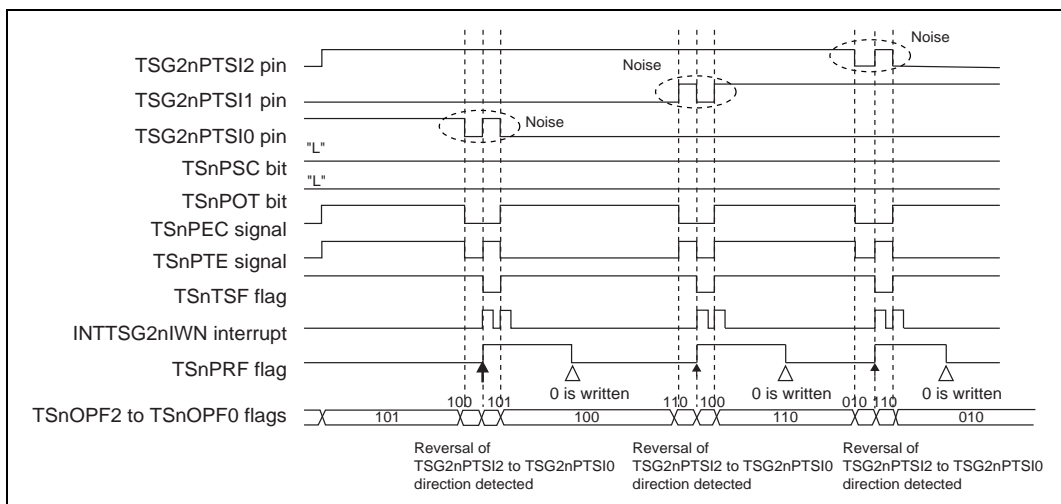 Noise
TSG2nPTSI2 pin
Noise
TSG2nPTSI1 pin
Noise
TSG2nPTSI0 pin
"L"
TSnPSC bit
"L"
TSnPOT bit
TSnPEC signal
TSnPTE signal
TSnTSF flag
INTTSG2nIWN interrupt
TSnPRF flag
0 is written 0 is written 0 is written
100 101 110 100 010 110
TSnOPF2 to TSnOPF0 flags 101 100 110 010
Reversal of Reversal of Reversal of
TSG2nPTSI2 to TSG2nPTSI0 TSG2nPTSI2 to TSG2nPTSI0 TSG2nPTSI2 to TSG2nPTSI0
direction detected direction detected direction detected